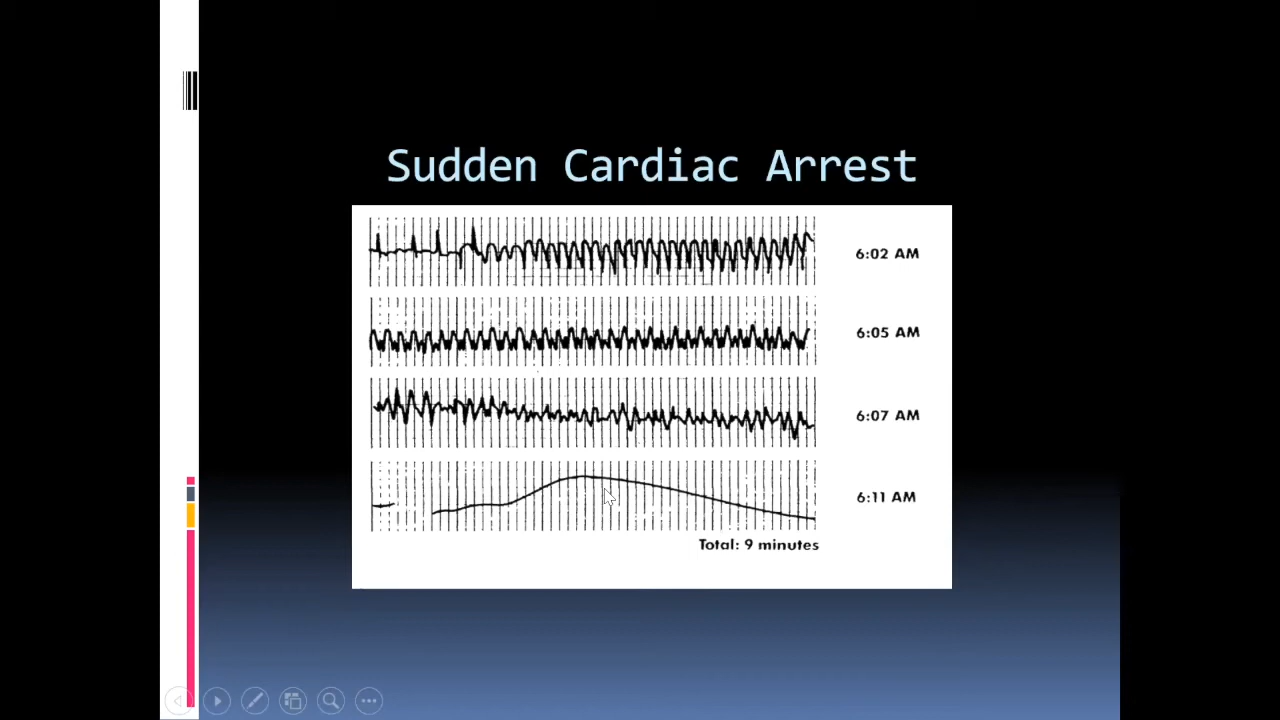 Sudden Cardiac Arrest
6:02 AM
6:05 AM
6:07 AM
6:11 AM
Total: 9 minutes